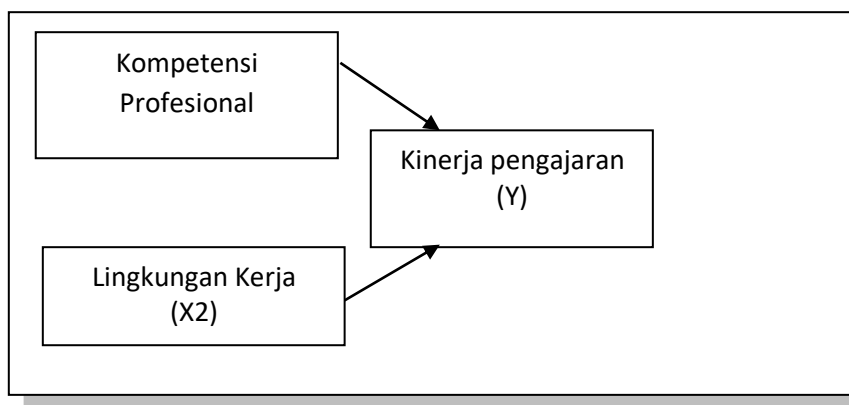 Kompetensi
Profesional
Kinerja pengajaran
(Y)
Lingkungan Kerja
(X2)